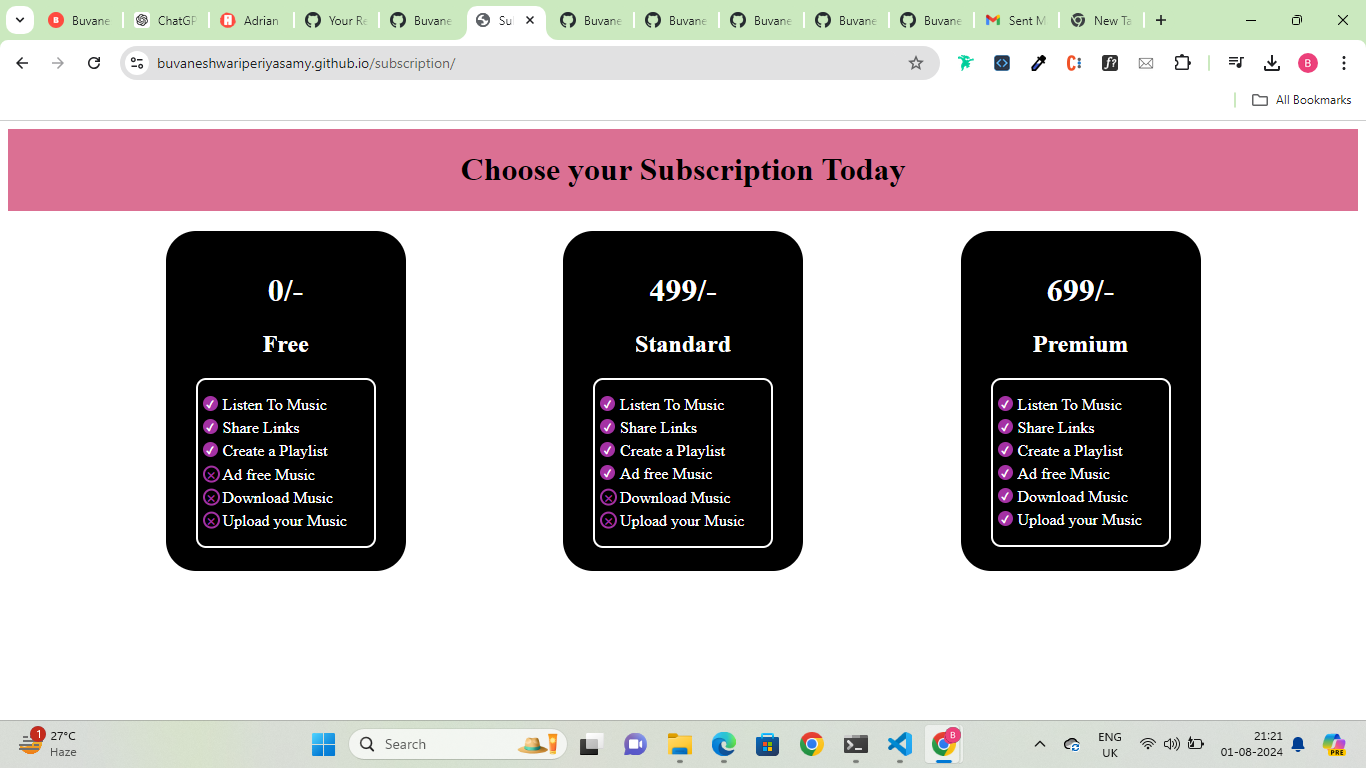 Buvane
ChatGP
Adrian
Your Re
Buvane
Su
Buvane
Buvane
Buvane
Buvane
Buvane
Sent M
New Ta
buvaneshwariperiyasamy.github.io/subscription/
B
All Bookmarks
Choose your Subscription Today
0/-
Free
Listen To Music
Share Links
Create a Playlist
Ad free Music
Download Music
Upload your Music
499/-
Standard
Listen To Music
Share Links
Create a Playlist
Ad free Music
Download Music
Upload your Music
699/-
Premium
Listen To Music
Share Links
Create a Playlist
Ad free Music
Download Music
Upload your Music
1
27°C
Haze
Search
B
ENG
UK
21:21
01-08-2024
PRE